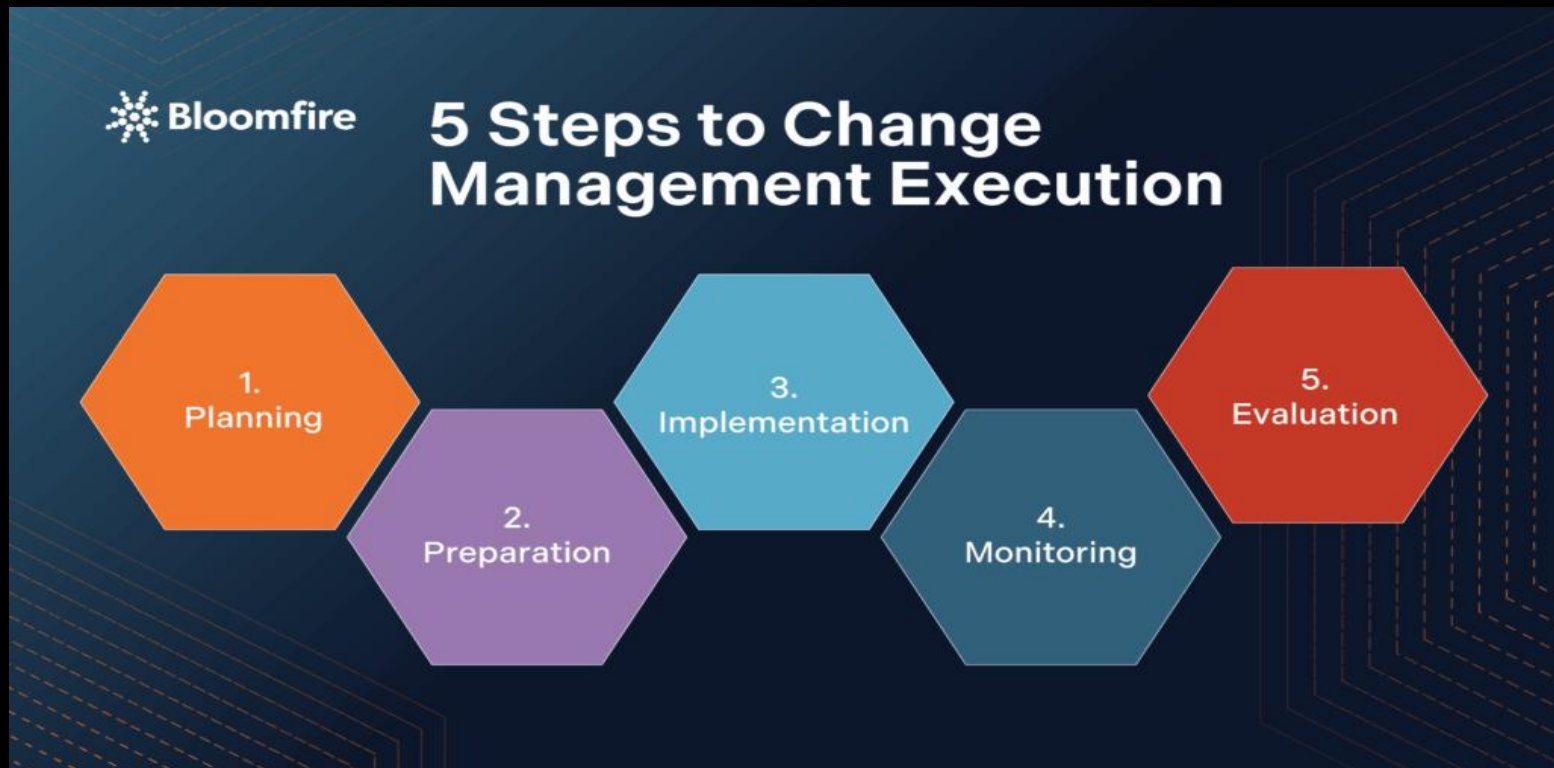 Bloomfire
5 Steps to Change
Management Execution
1.
Planning
2.
Preparation
3.
Implementation
4.
Monitoring
5.
Evaluation